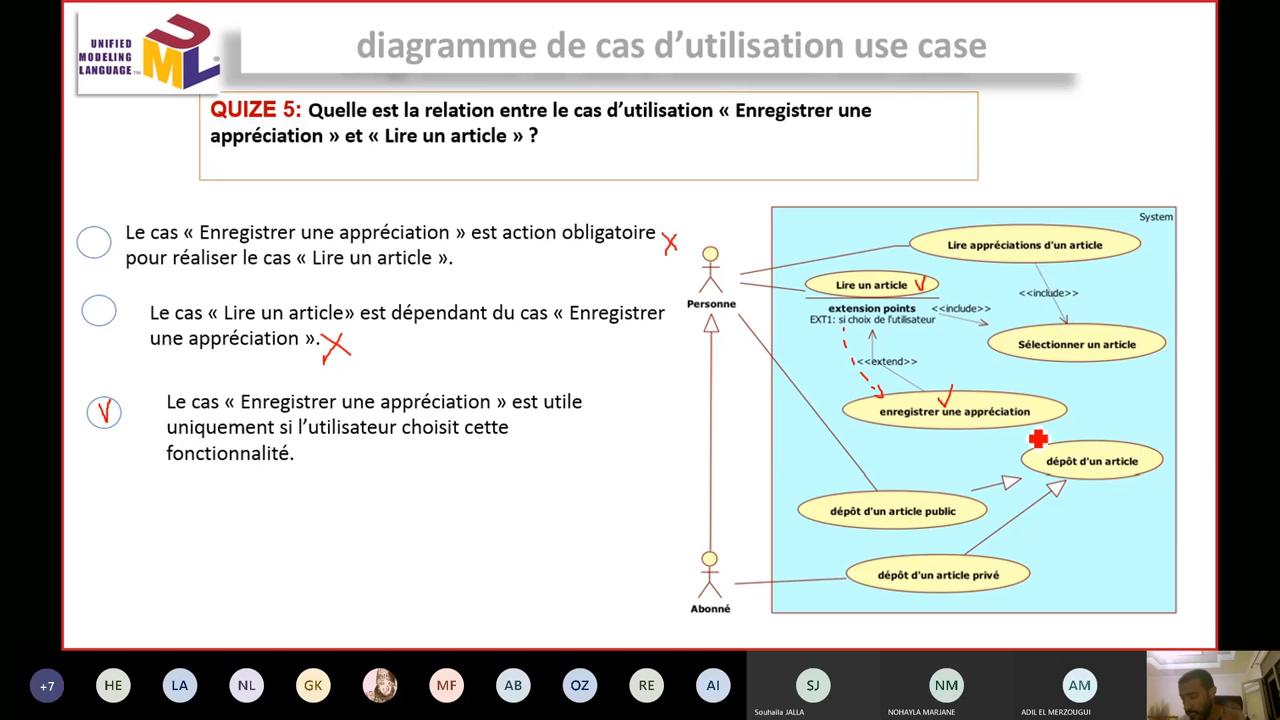 UNIFIED
MODELING
LANGUAGE™
UML
diagramme de cas d’utilisation use case
QUIZE 5: Quelle est la relation entre le cas d’utilisation « Enregistrer une
appréciation » et « Lire un article » ?
Le cas « Enregistrer une appréciation » est action obligatoire
pour réaliser le cas « Lire un article ».
Le cas « Lire un article» est dépendant du cas « Enregistrer
une appréciation ».
Le cas « Enregistrer une appréciation » est utile
uniquement si l’utilisateur choisit cette
fonctionnalité.
System
Lire appréciations d'un article
Lire un article
extension points
EXT1: si choix de l'utilisateur
<<include>>
<<include>>
Personne
Sélectionner un article
<<extend>>
enregistrer une appréciation
dépôt d'un article
dépôt d'un article public
dépôt d'un article privé
Abonné
+7
HE
LA
NL
GK
MF
AB
OZ
RE
AI
SJ
NM
AM
Souhaila JALLA
NOHAYLA MARJANE
ADIL EL MERZOUGUI